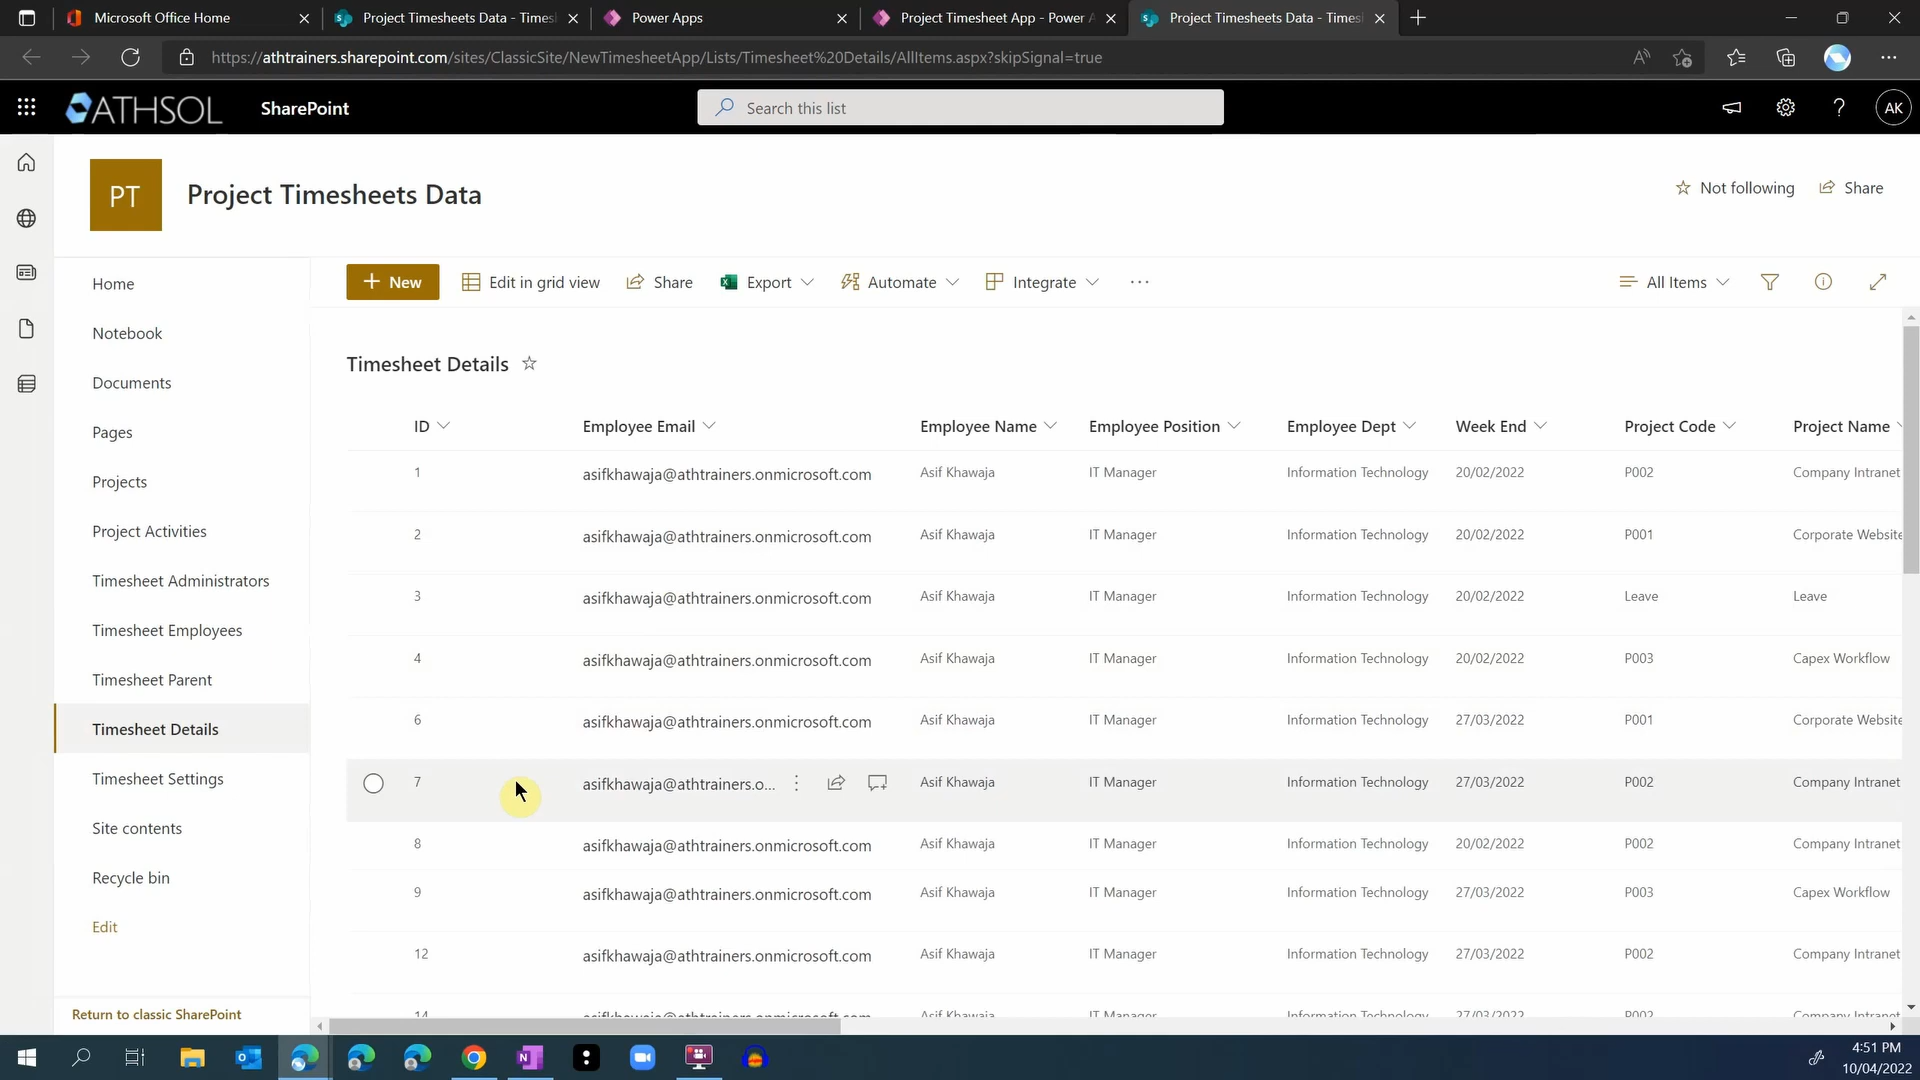 Microsoft Office Home
Project Timesheets Data - Times
Power Apps
Project Timesheet App - Power A
Project Timesheets Data - Times
https://athtrainers.sharepoint.com/sites/ClassicSite/NewTimesheetApp/Lists/Timesheet%20Details/AllItems.aspx?skipSignal=true
ATHSOL
SharePoint
Search this list
AK
PT
Project Timesheets Data
Not following
Share
Home
Notebook
Documents
Pages
Projects
Project Activities
Timesheet Administrators
Timesheet Employees
Timesheet Parent
Timesheet Details
Timesheet Settings
Site contents
Recycle bin
Edit
Return to classic SharePoint
New
Edit in grid view
Share
Export
Automate
Integrate
All Items
Timesheet Details
ID Employee Email Employee Name Employee Position Employee Dept Week End Project Code Project Name
1 asifkhawaja@athtrainers.onmicrosoft.com Asif Khawaja IT Manager Information Technology 20/02/2022 P002 Company Intranet
2 asifkhawaja@athtrainers.onmicrosoft.com Asif Khawaja IT Manager Information Technology 20/02/2022 P001 Corporate Website
3 asifkhawaja@athtrainers.onmicrosoft.com Asif Khawaja IT Manager Information Technology 20/02/2022 Leave Leave
4 asifkhawaja@athtrainers.onmicrosoft.com Asif Khawaja IT Manager Information Technology 20/02/2022 P003 Capex Workflow
6 asifkhawaja@athtrainers.onmicrosoft.com Asif Khawaja IT Manager Information Technology 27/03/2022 P001 Corporate Website
7 asifkhawaja@athtrainers.o... Asif Khawaja IT Manager Information Technology 27/03/2022 P002 Company Intranet
8 asifkhawaja@athtrainers.onmicrosoft.com Asif Khawaja IT Manager Information Technology 20/02/2022 P002 Company Intranet
9 asifkhawaja@athtrainers.onmicrosoft.com Asif Khawaja IT Manager Information Technology 27/03/2022 P003 Capex Workflow
12 asifkhawaja@athtrainers.onmicrosoft.com Asif Khawaja IT Manager Information Technology 27/03/2022 P002 Company Intranet
4:51 PM
10/04/2022